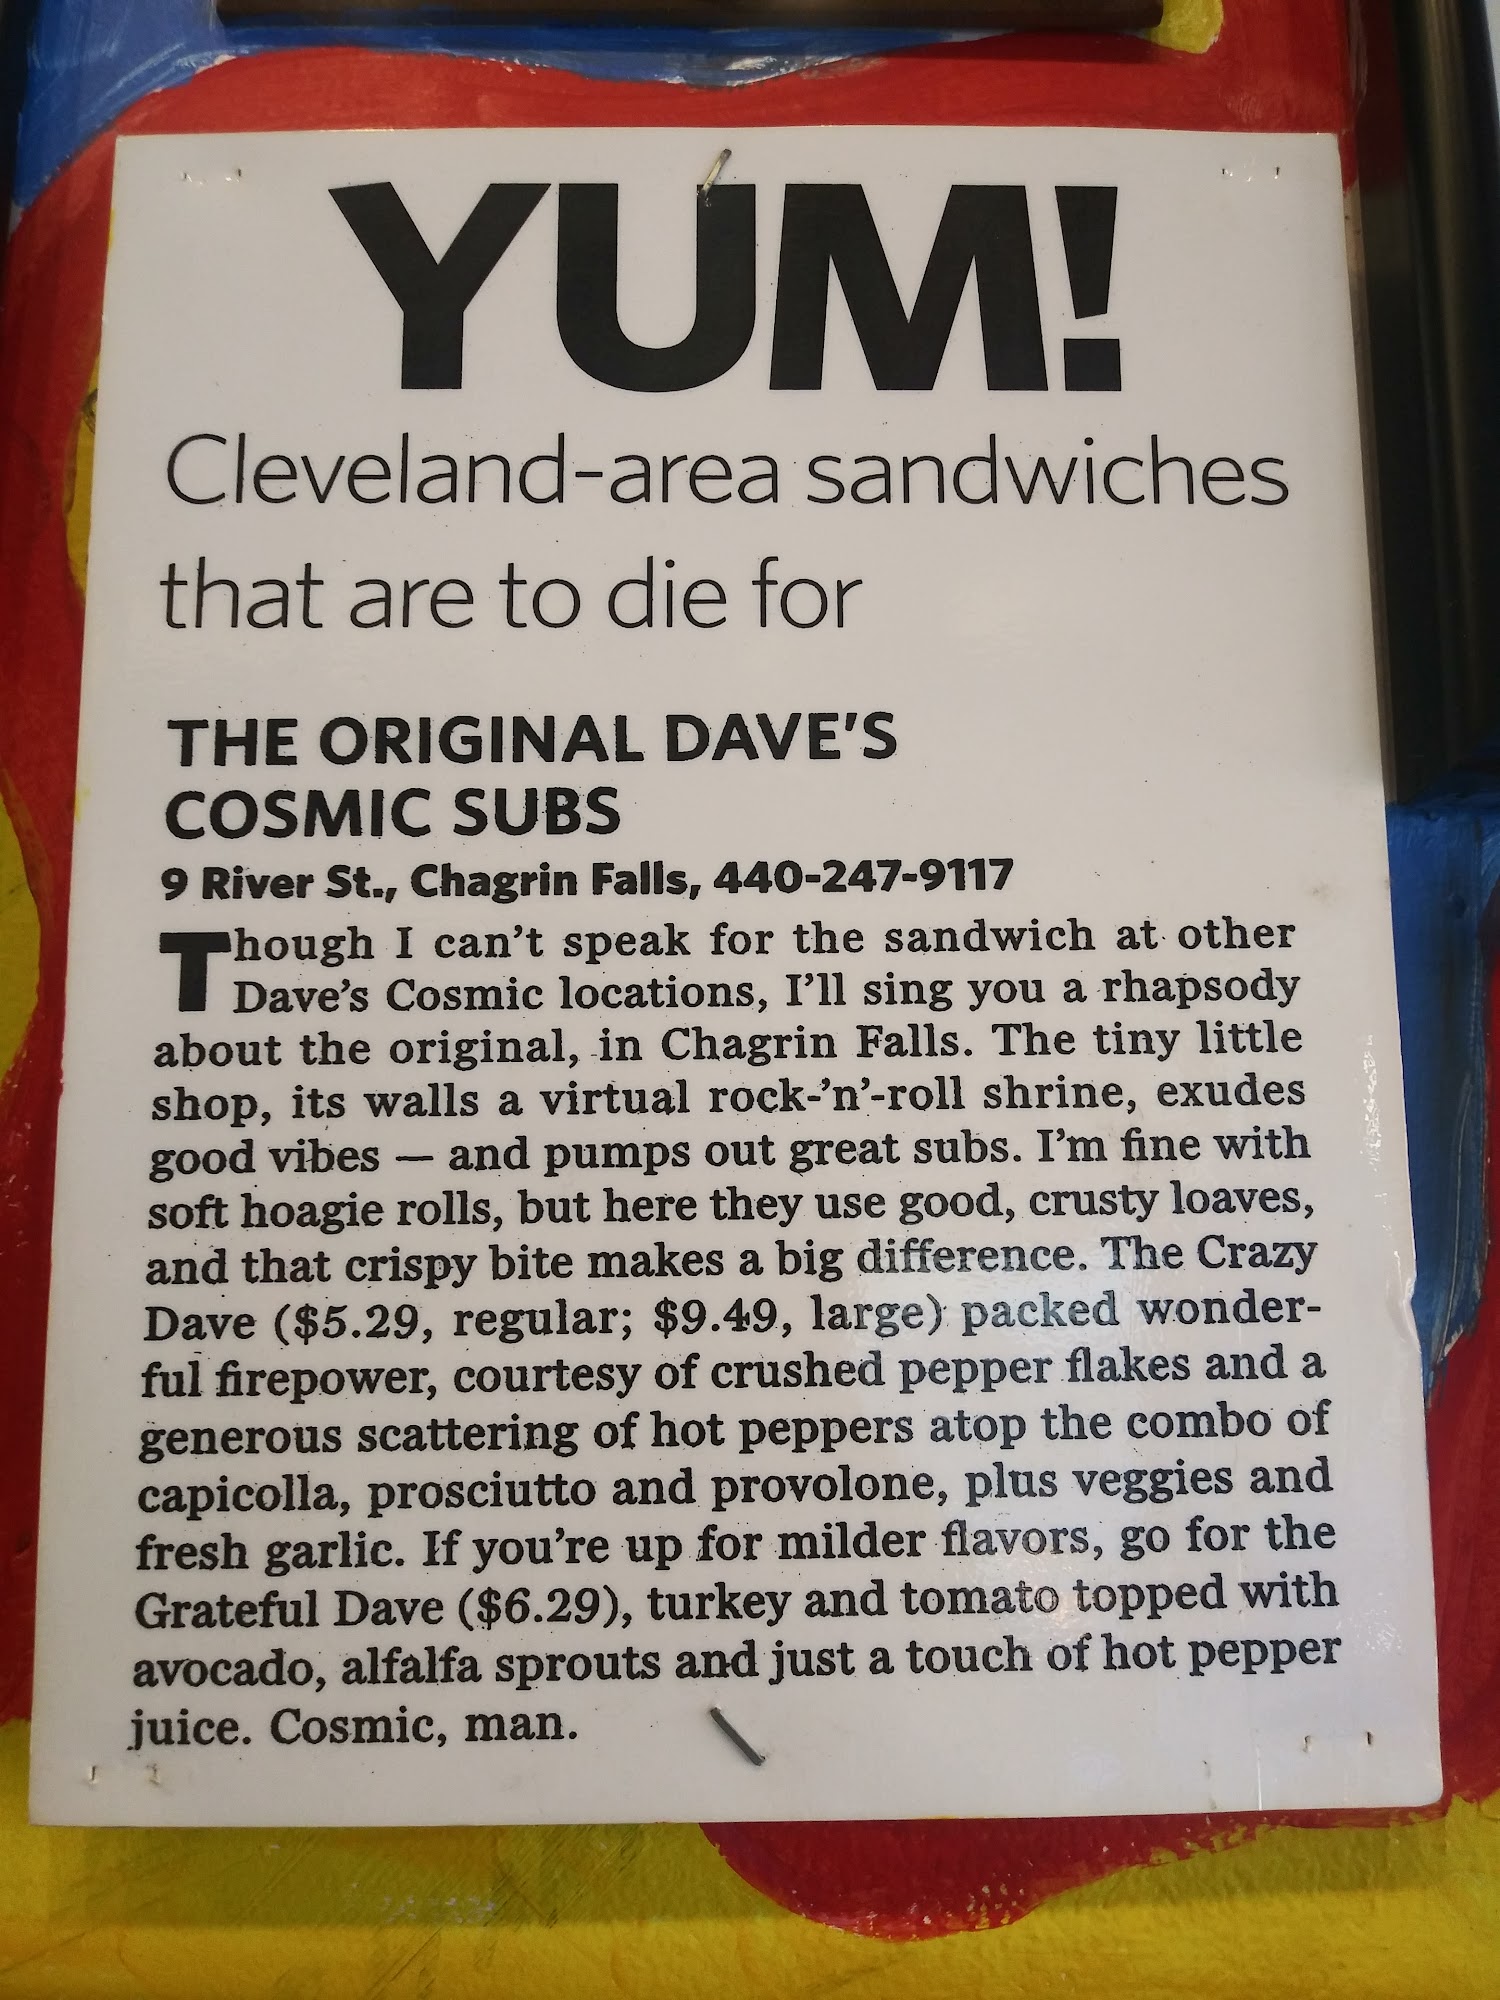 YUM!
Cleveland-area sandwiches
that are to die for
THE ORIGINAL DAVE'S
COSMIC SUBS
9 River St., Chagrin Falls, 440-247-9117
Though I can't speak for the sandwich at other
Dave's Cosmic locations, I'll sing you a rhapsody
about the original, in Chagrin Falls. The tiny little
shop, its walls a virtual rock-'n'-roll shrine, exudes
good vibes — and pumps out great subs. I'm fine with
soft hoagie rolls, but here they use good, crusty loaves,
and that crispy bite makes a big difference. The Crazy
Dave ($5.29, regular; $9.49, large) packed wonder-
ful firepower, courtesy of crushed pepper flakes and a
generous scattering of hot peppers atop the combo of
capicolla, prosciutto and provolone, plus veggies and
fresh garlic. If you're up for milder flavors, go for the
Grateful Dave ($6.29), turkey and tomato topped with
avocado, alfalfa sprouts and just a touch of hot pepper
juice. Cosmic, man.